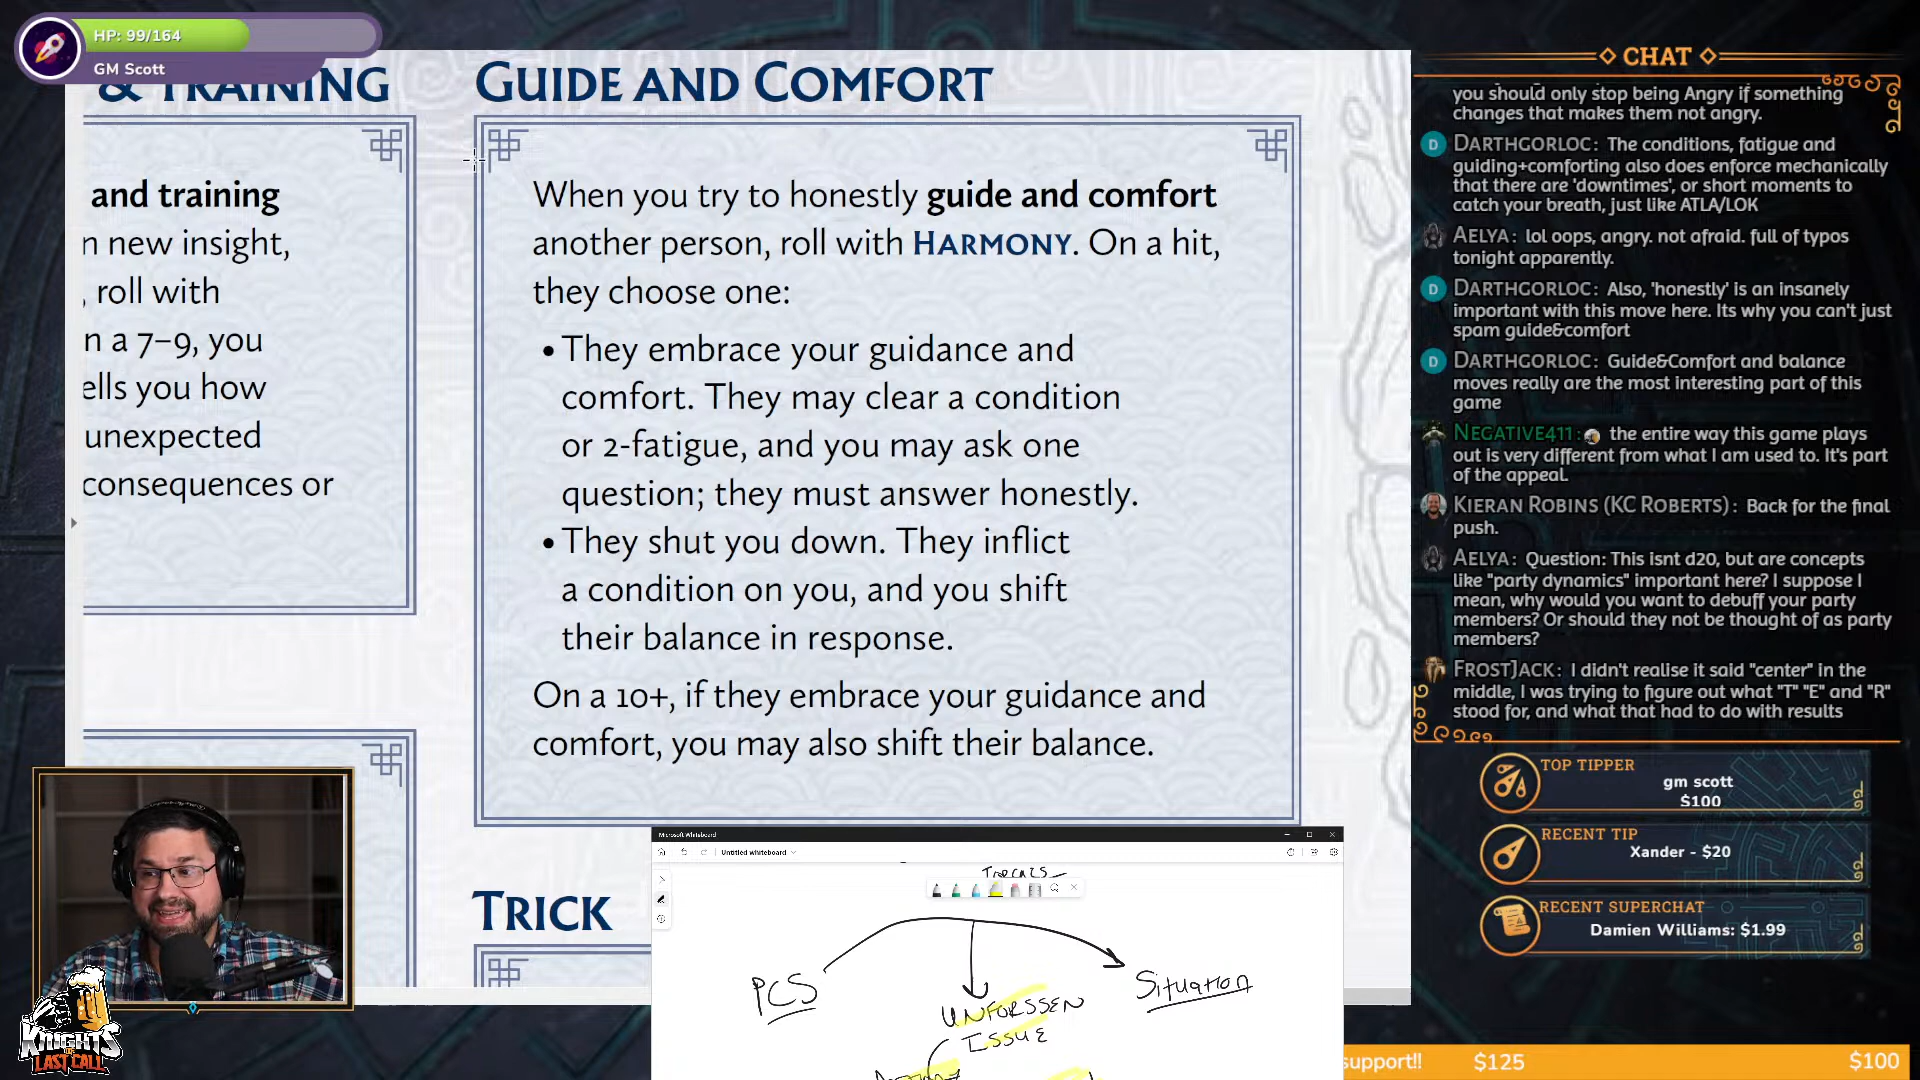 HP: 99/164
GM Scott
& TRAINING
and training
n new insight,
, roll with
n a 7–9, you
ells you how
unexpected
consequences or
GUIDE AND COMFORT
When you try to honestly guide and comfort
another person, roll with HARMONY. On a hit,
they choose one:
• They embrace your guidance and
comfort. They may clear a condition
or 2-fatigue, and you may ask one
question; they must answer honestly.
• They shut you down. They inflict
a condition on you, and you shift
their balance in response.
On a 10+, if they embrace your guidance and
comfort, you may also shift their balance.
TRICK
Microsoft Whiteboard
Untitled whiteboard
PCS
UNFORSSEN
ISSUE
Situation
KNIGHTS
OF
LAST CALL
CHAT
you should only stop being Angry if something
changes that makes them not angry.
D DARTHGORLOC: The conditions, fatigue and
guiding+comforting also does enforce mechanically
that there are 'downtimes', or short moments to
catch your breath, just like ATLA/LOK
AELYA: lol oops, angry. not afraid. full of typos
tonight apparently.
D DARTHGORLOC: Also, 'honestly' is an insanely
important with this move here. Its why you can't just
spam guide&comfort
D DARTHGORLOC: Guide&Comfort and balance
moves really are the most interesting part of this
game
NEGATIVE411: the entire way this game plays
out is very different from what I am used to. It's part
of the appeal.
KIERAN ROBINS (KC ROBERTS): Back for the final
push.
AELYA: Question: This isnt d20, but are concepts
like "party dynamics" important here? I suppose I
mean, why would you want to debuff your party
members? Or should they not be thought of as party
members?
FROSTJACK: I didn't realise it said "center" in the
middle, I was trying to figure out what "T" "E" and "R"
stood for, and what that had to do with results
TOP TIPPER
gm scott
$100
RECENT TIP
Xander - $20
RECENT SUPERCHAT
Damien Williams: $1.99
support!! $125 $100